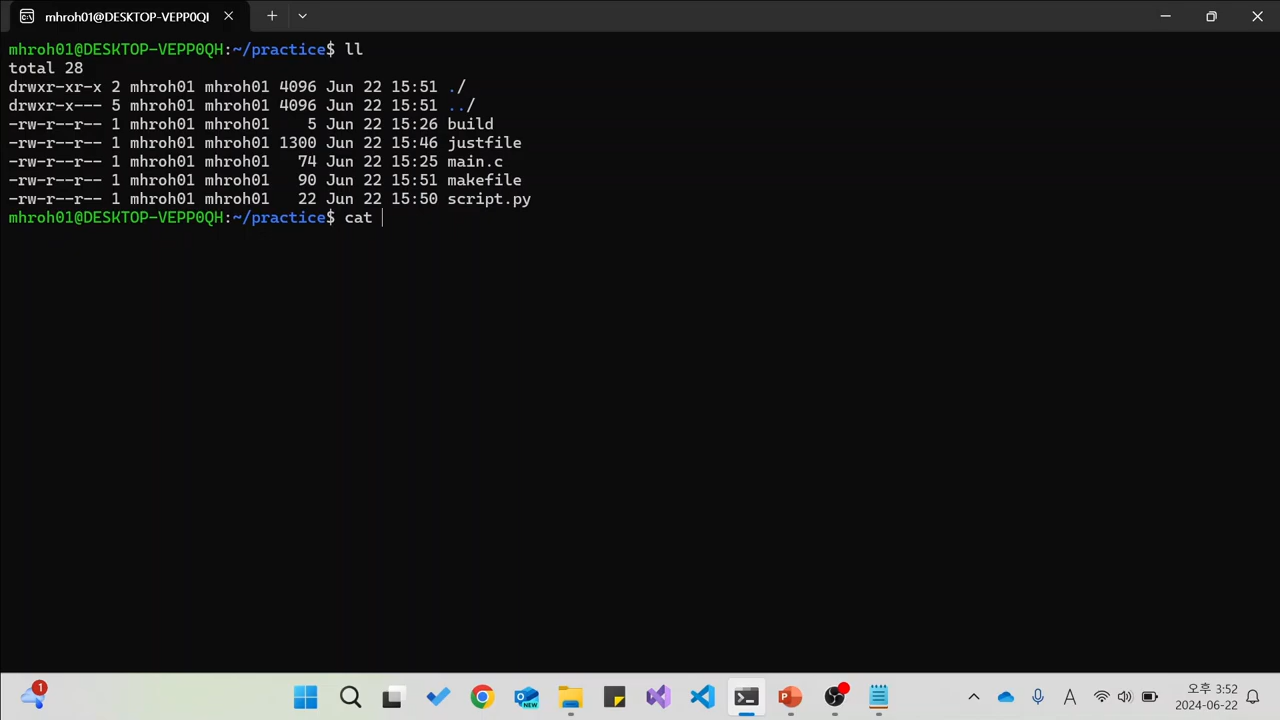 mhroh01@DESKTOP-VEPP0QI
mhroh01@DESKTOP-VEPP0QH:~/practice$ ll
total 28
drwxr-xr-x 2 mhroh01 mhroh01 4096 Jun 22 15:51 ./
drwxr-x--- 5 mhroh01 mhroh01 4096 Jun 22 15:51 ../
-rw-r--r-- 1 mhroh01 mhroh01    5 Jun 22 15:26 build
-rw-r--r-- 1 mhroh01 mhroh01 1300 Jun 22 15:46 justfile
-rw-r--r-- 1 mhroh01 mhroh01   74 Jun 22 15:25 main.c
-rw-r--r-- 1 mhroh01 mhroh01   90 Jun 22 15:51 makefile
-rw-r--r-- 1 mhroh01 mhroh01   22 Jun 22 15:50 script.py
mhroh01@DESKTOP-VEPP0QH:~/practice$ cat
1
NEW
A
오후 3:52
2024-06-22